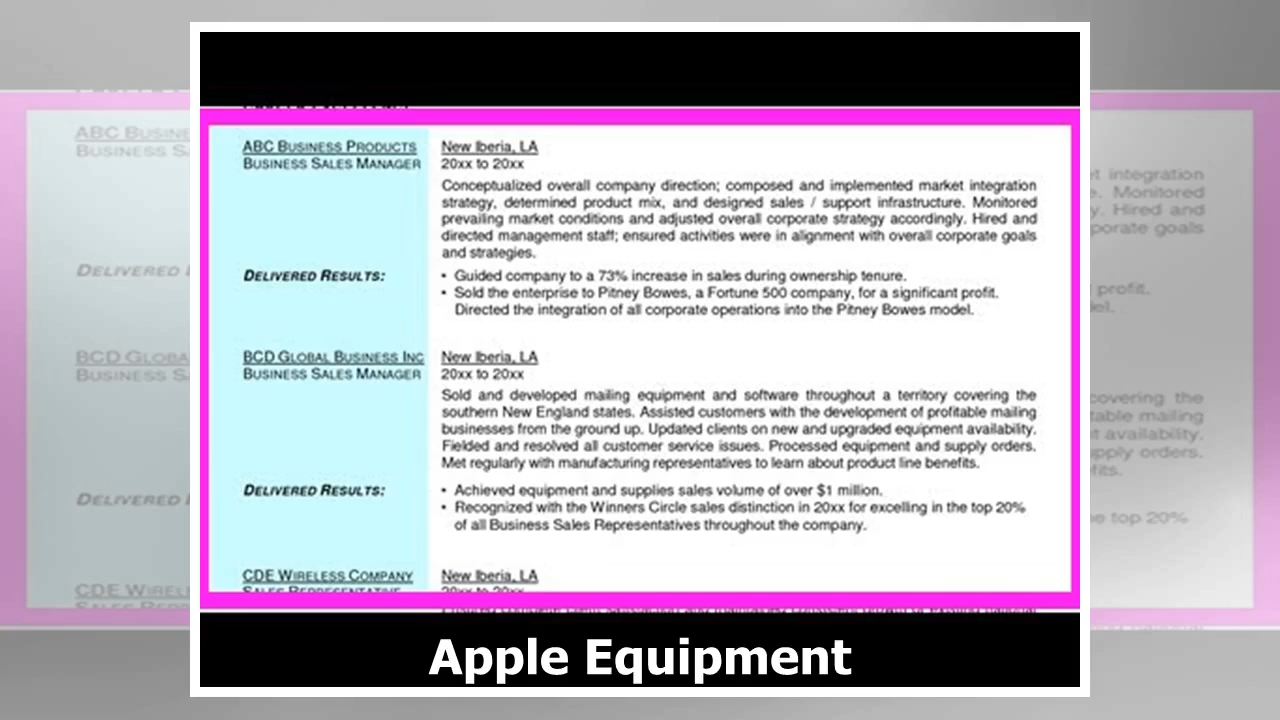 ABC BUSINESS PRODUCTS New Iberia, LA
BUSINESS SALES MANAGER 20xx to 20xx
Conceptualized overall company direction; composed and implemented market integration
strategy, determined product mix, and designed sales / support infrastructure. Monitored
prevailing market conditions and adjusted overall corporate strategy accordingly. Hired and
directed management staff; ensured activities were in alignment with overall corporate goals
and strategies.
DELIVERED RESULTS: • Guided company to a 73% increase in sales during ownership tenure.
• Sold the enterprise to Pitney Bowes, a Fortune 500 company, for a significant profit.
Directed the integration of all corporate operations into the Pitney Bowes model.
BCD GLOBAL BUSINESS INC New Iberia, LA
BUSINESS SALES MANAGER 20xx to 20xx
Sold and developed mailing equipment and software throughout a territory covering the
southern New England states. Assisted customers with the development of profitable mailing
businesses from the ground up. Updated clients on new and upgraded equipment availability.
Fielded and resolved all customer service issues. Processed equipment and supply orders.
Met regularly with manufacturing representatives to learn about product line benefits.
DELIVERED RESULTS: • Achieved equipment and supplies sales volume of over $1 million.
• Recognized with the Winners Circle sales distinction in 20xx for excelling in the top 20%
of all Business Sales Representatives throughout the company.
CDE WIRELESS COMPANY New Iberia, LA
SALES REPRESENTATIVE 20xx to 20xx
Apple Equipment